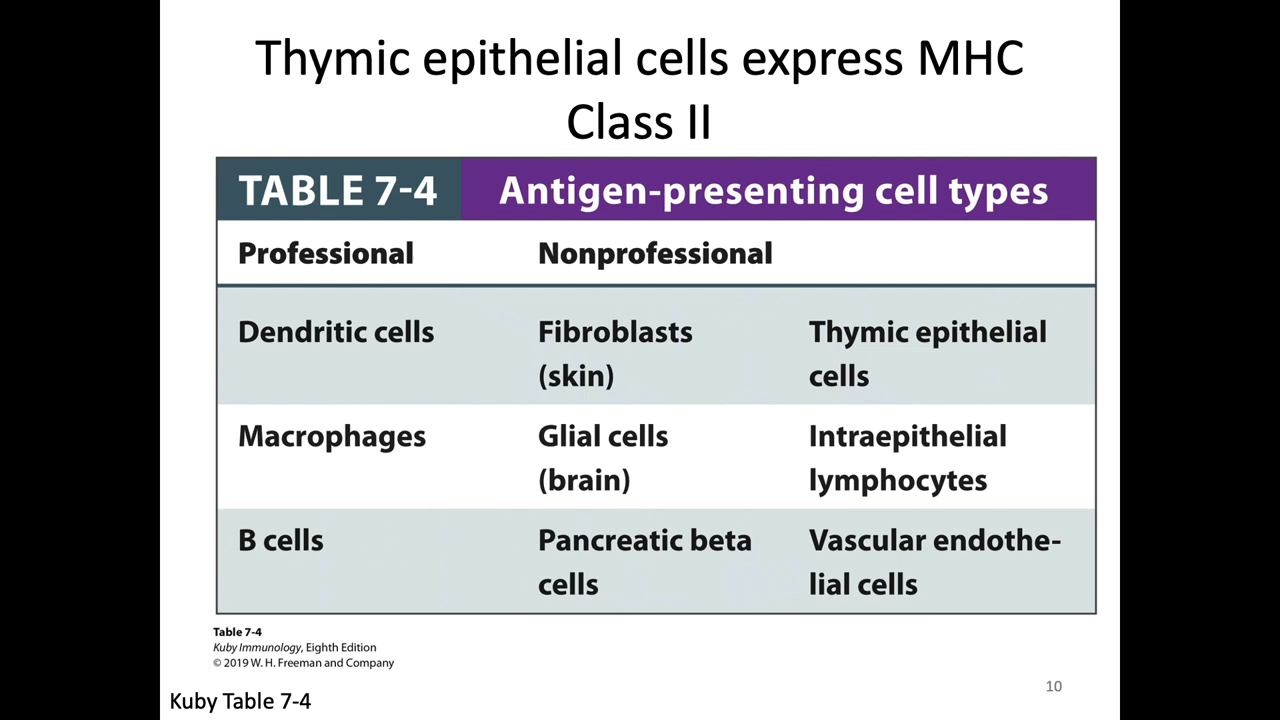 Thymic epithelial cells express MHC
Class II
TABLE 7-4 Antigen-presenting cell types
Professional Nonprofessional
Dendritic cells Fibroblasts Thymic epithelial
(skin) cells
Macrophages Glial cells Intraepithelial
(brain) lymphocytes
B cells Pancreatic beta Vascular endothe-
cells lial cells
Table 7-4
Kuby Immunology, Eighth Edition
© 2019 W. H. Freeman and Company
10
Kuby Table 7-4